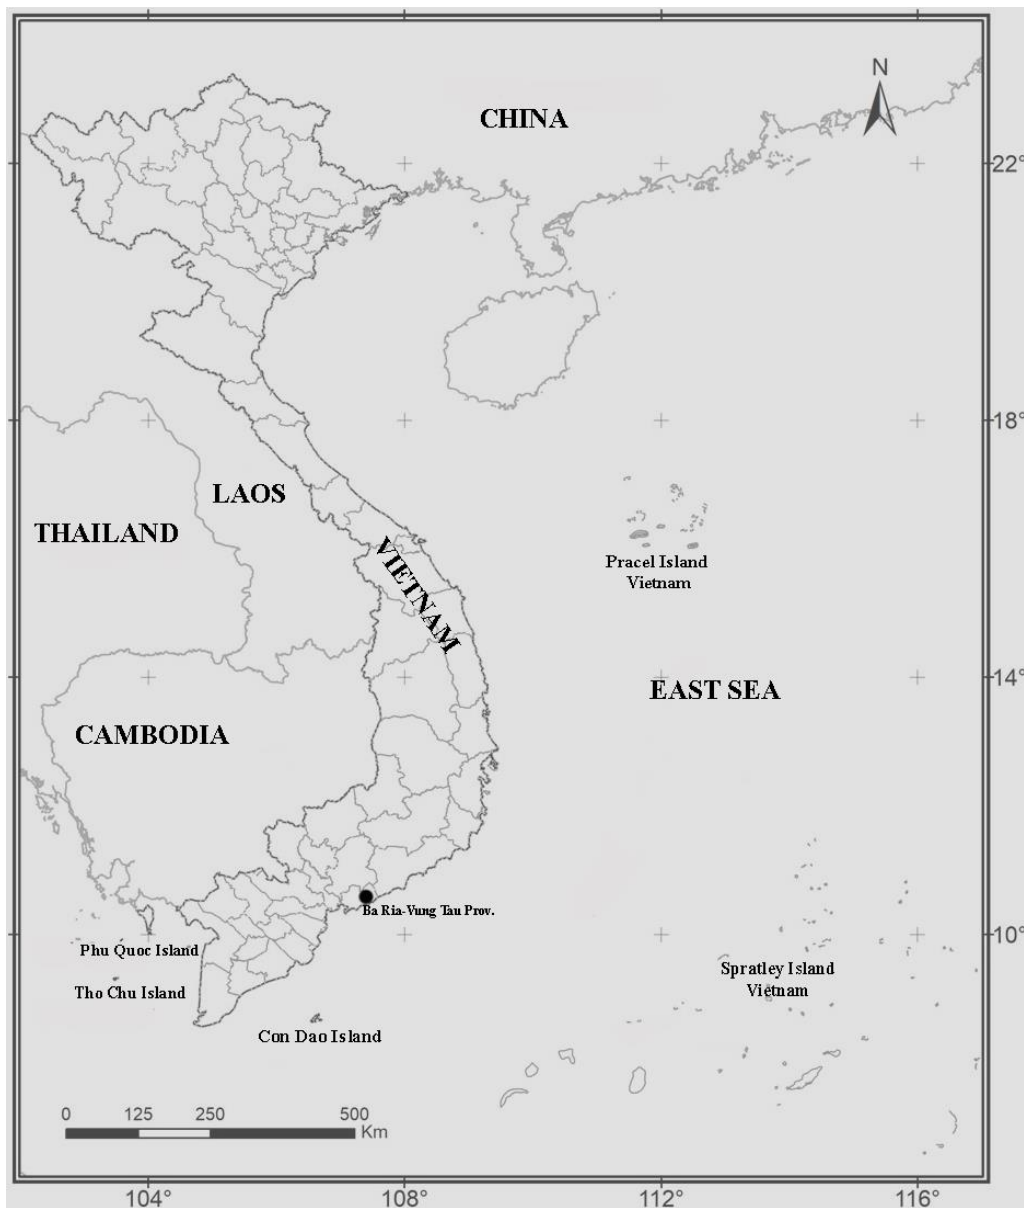 N
CHINA
22°
18°
LAOS
THAILAND
VIETNAM
Pracel Island
Vietnam
14°
EAST SEA
CAMBODIA
Ba Ria-Vung Tau Prov.
10°
Phu Quoc Island
Spratley Island
Vietnam
Tho Chu Island
Con Dao Island
0 125 250 500
Km
104° 108° 112° 116°